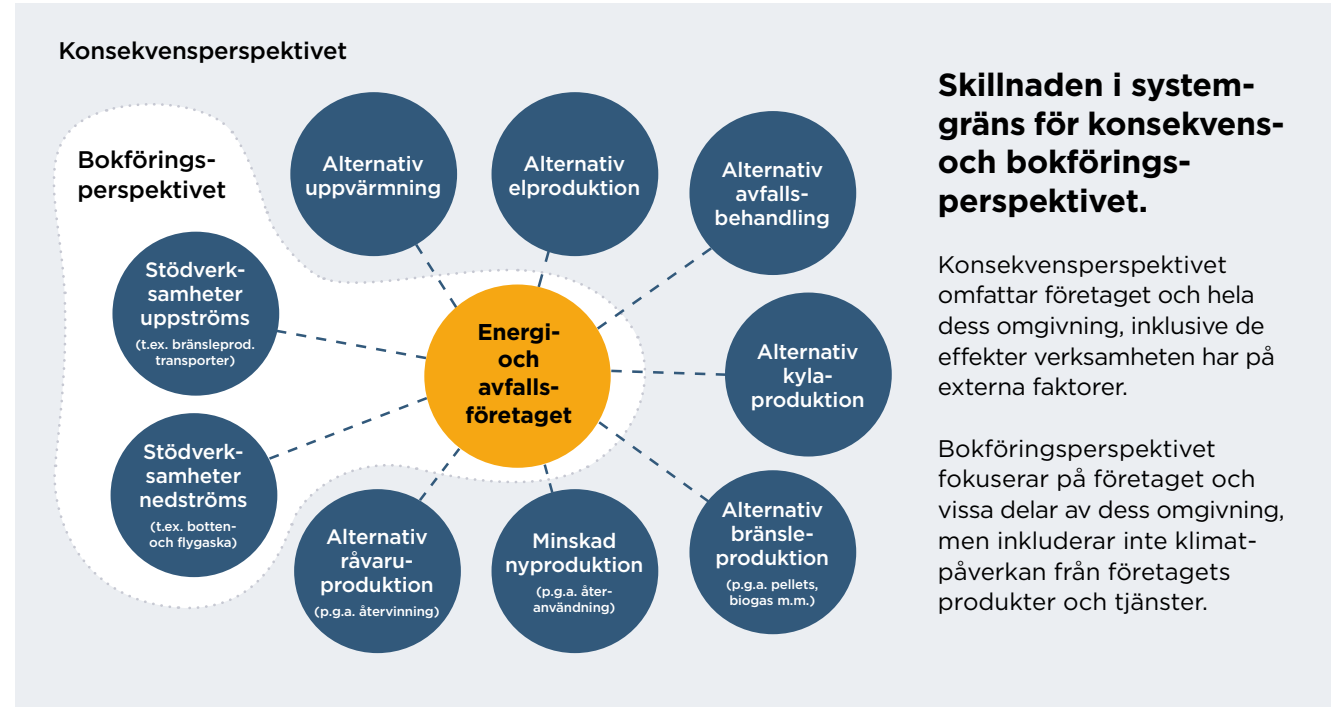 Konsekvensperspektivet
Bokförings-
perspektivet
Alternativ
uppvärmning
Alternativ
elproduktion
Alternativ
avfalls-
behandling
Stödverk-
samheter
uppströms
(t.ex. bränsleprod.
transporter)
Energi-
och
avfalls-
företaget
Alternativ
kyla-
produktion
Stödverk-
samheter
nedströms
(t.ex. botten-
och flygaska)
Alternativ
råvaru-
produktion
(p.g.a. återvinning)
Minskad
nyproduktion
(p.g.a. åter-
användning)
Alternativ
bränsle-
produktion
(p.g.a. pellets,
biogas m.m.)
Skillnaden i system-
gräns för konsekvens-
och bokförings-
perspektivet.
Konsekvensperspektivet
omfattar företaget och hela
dess omgivning, inklusive de
effekter verksamheten har på
externa faktorer.
Bokföringsperspektivet
fokuserar på företaget och
vissa delar av dess omgivning,
men inkluderar inte klimat-
påverkan från företagets
produkter och tjänster.